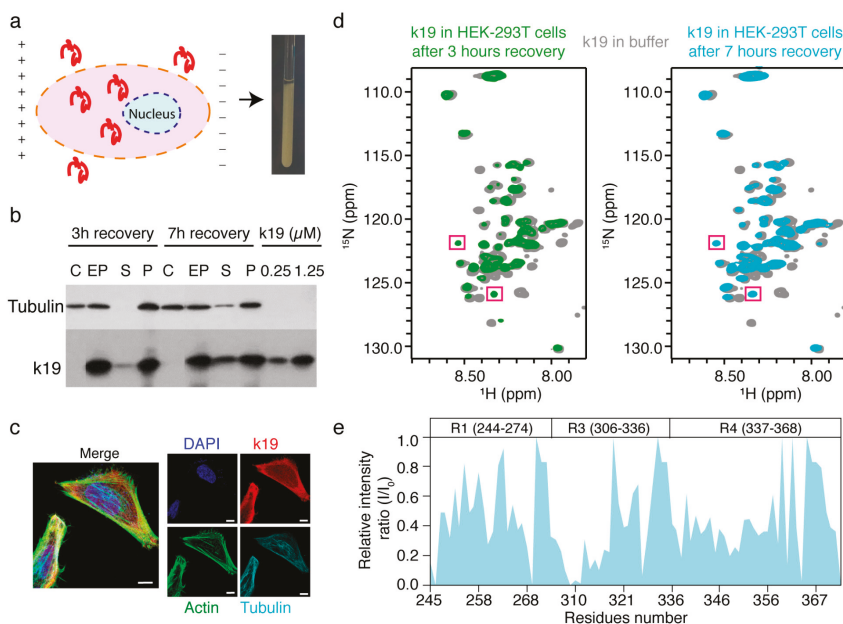 a
+
+
+
+
+
+
+
+
+
Nucleus
−
−
−
−
−
−
−
−
−
b
3h recovery 7h recovery k19 (µM)
C EP S P C EP S P 0.25 1.25
Tubulin
k19
c
Merge
DAPI k19
Actin Tubulin
d
k19 in HEK-293T cells
after 3 hours recovery
k19 in buffer
k19 in HEK-293T cells
after 7 hours recovery
¹⁵N (ppm)
110.0
115.0
120.0
125.0
130.0
8.50 8.00
¹H (ppm)
¹⁵N (ppm)
110.0
115.0
120.0
125.0
130.0
8.50 8.00
¹H (ppm)
e
R1 (244-274) R3 (306-336) R4 (337-368)
Relative intensity
ratio (I/I₀)
1.0
0.8
0.6
0.4
0.2
0.0
245 258 268 310 321 336 346 356 367
Residues number